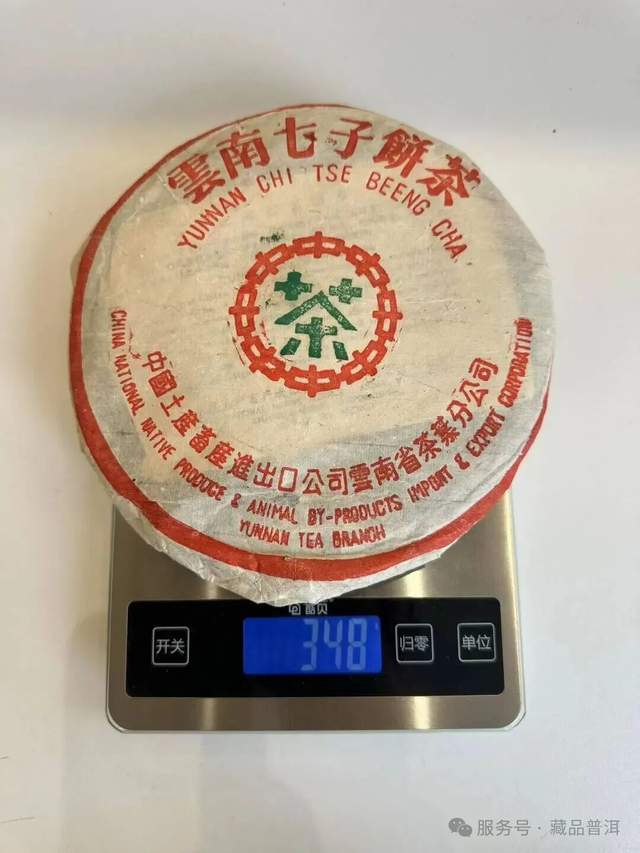 雲南七子餅茶
YUNNAN CHI TSE BEENG CHA
茶
中國土產畜產進出口公司雲南省茶葉分公司
CHINA NATIONAL NATIVE PRODUCE & ANIMAL BY-PRODUCTS IMPORT & EXPORT CORPORATION
YUNNAN TEA BRANCH
开关
348
归零
单位
服务号·藏品普洱